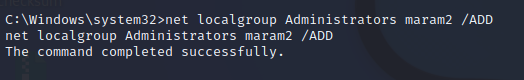 C:\Windows\system32>net localgroup Administrators maram2 /ADD
net localgroup Administrators maram2 /ADD
The command completed successfully.